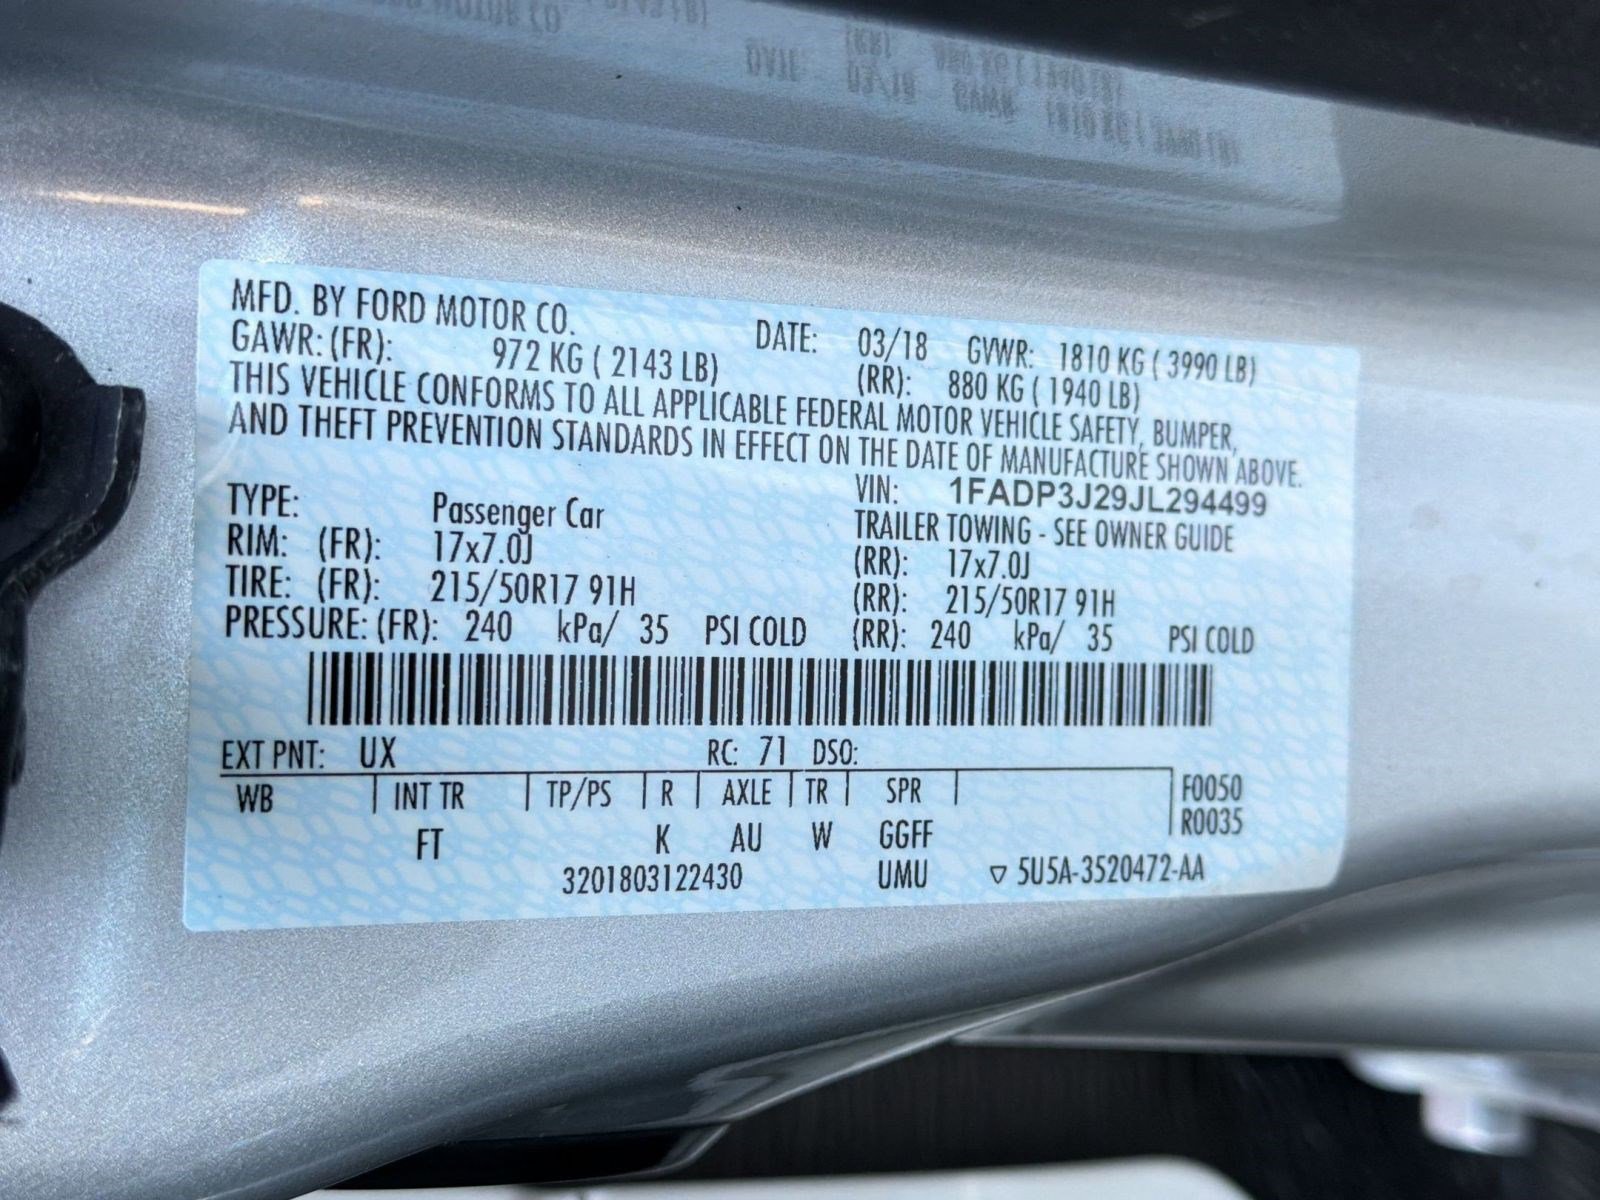 MFD. BY FORD MOTOR CO. DATE: 03/18 GVWR: 1810 KG ( 3990 LB)
GAWR: (FR): 972 KG ( 2143 LB) (RR): 880 KG ( 1940 LB)
THIS VEHICLE CONFORMS TO ALL APPLICABLE FEDERAL MOTOR VEHICLE SAFETY, BUMPER,
AND THEFT PREVENTION STANDARDS IN EFFECT ON THE DATE OF MANUFACTURE SHOWN ABOVE.
VIN: 1FADP3J29JL294499
TYPE: Passenger Car TRAILER TOWING - SEE OWNER GUIDE
RIM: (FR): 17x7.0J (RR): 17x7.0J
TIRE: (FR): 215/50R17 91H (RR): 215/50R17 91H
PRESSURE: (FR): 240 kPa/ 35 PSI COLD (RR): 240 kPa/ 35 PSI COLD
EXT PNT: UX RC: 71 DSO:
WB INT TR TP/PS R AXLE TR SPR F0050
R0035
FT K AU W GGFF
3201803122430 UMU ▽ 5U5A-3520472-AA